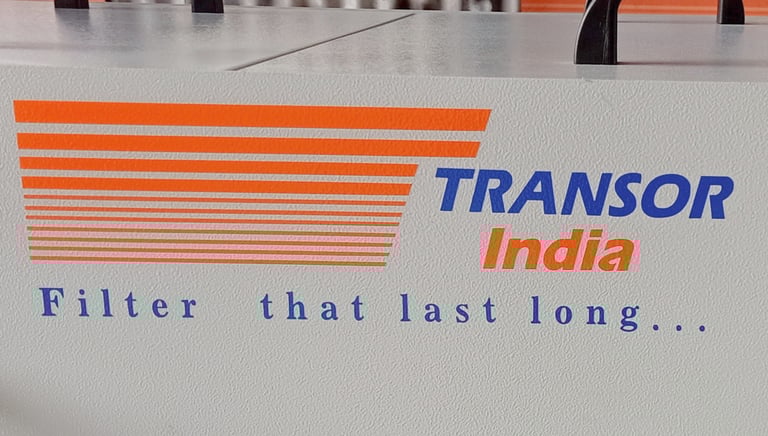 TRANSOR
India
Filter that last long...